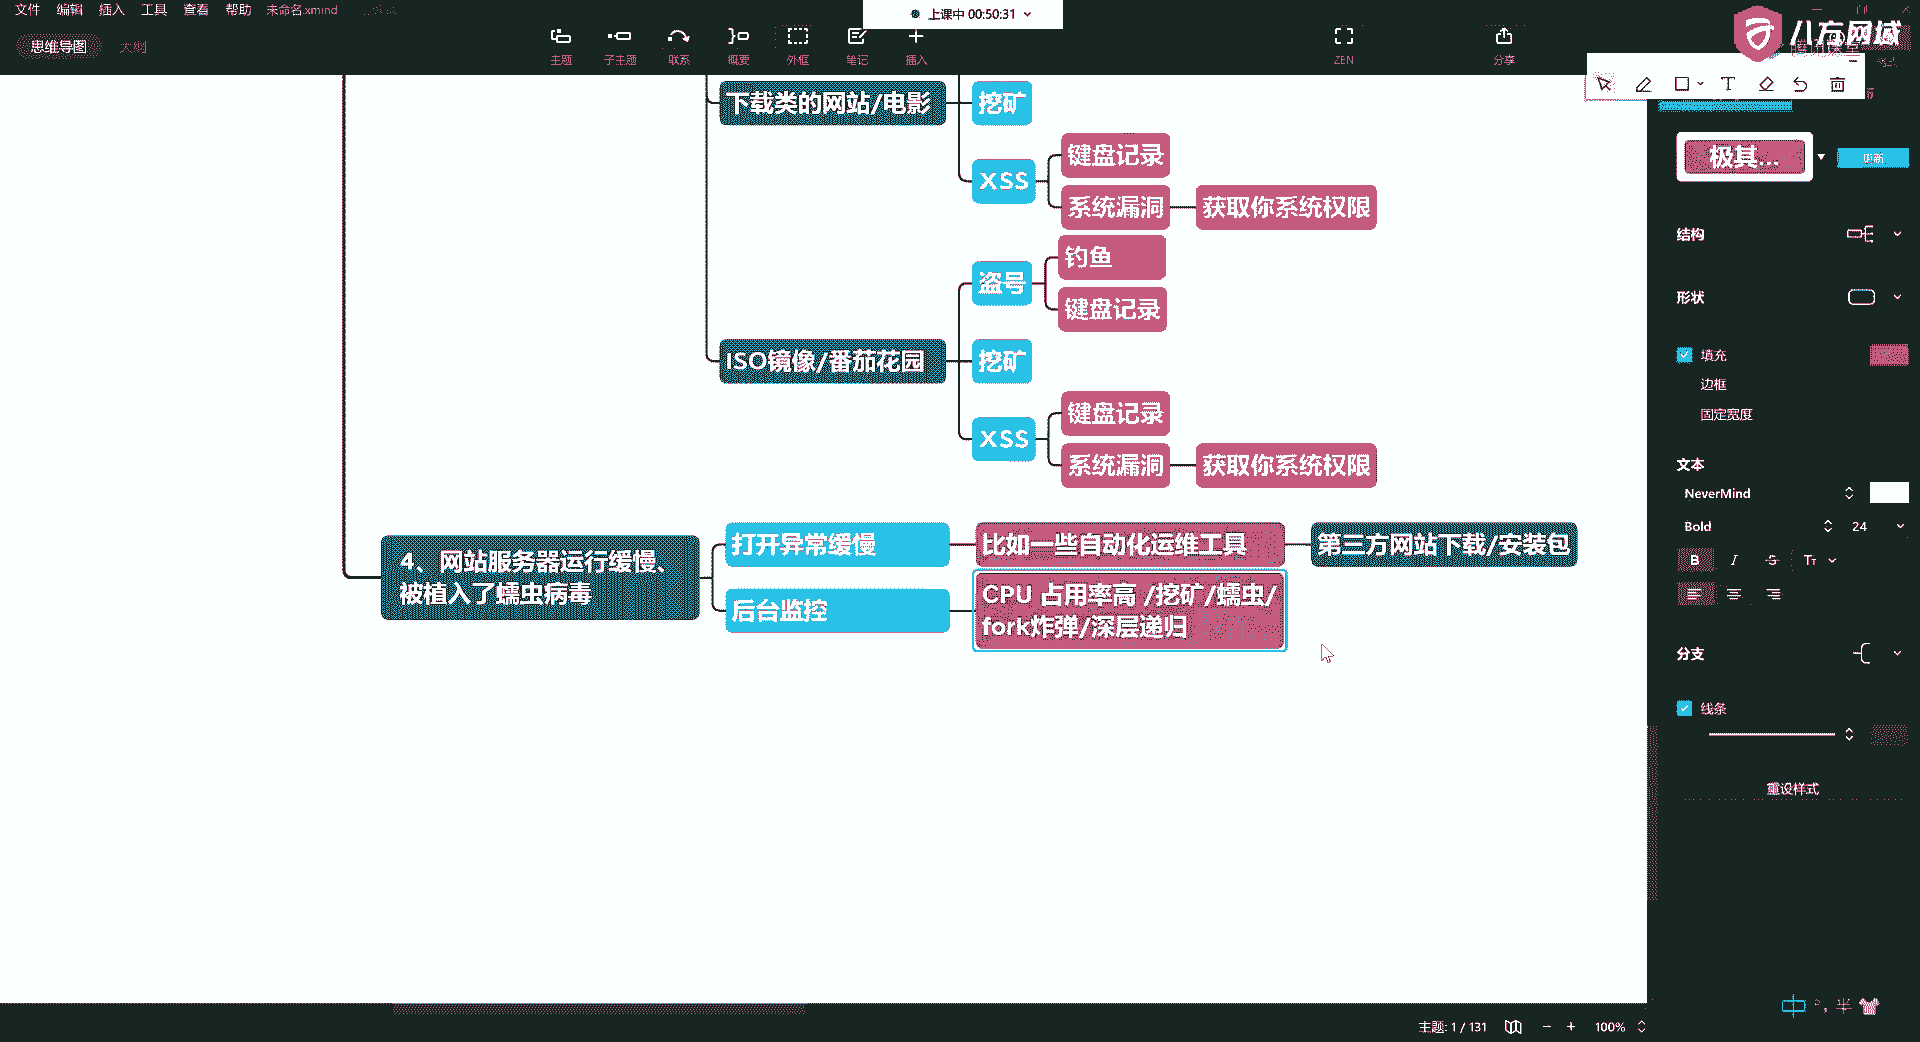 文件 编辑 插入 工具 查看 帮助 未命名.xmind
上课中 00:50:31
八方网域
思维导图 大纲
主题 子主题 联系 概要 外框 笔记 插入 ZEN 分享
下载类的网站/电影
挖矿
XSS
键盘记录
系统漏洞
获取你系统权限
ISO镜像/番茄花园
盗号
钓鱼
键盘记录
挖矿
XSS
键盘记录
系统漏洞
获取你系统权限
4、网站服务器运行缓慢、
被植入了蠕虫病毒
打开异常缓慢
比如一些自动化运维工具
第三方网站下载/安装包
后台监控
CPU 占用率高 /挖矿/蠕虫/
fork炸弹/深层递归
极其...
更新
结构
形状
填充
边框
固定宽度
文本
NeverMind
Bold 24
B I S Tт
分支
线条
重设样式
中 °, 半
主题: 1 / 131 100%